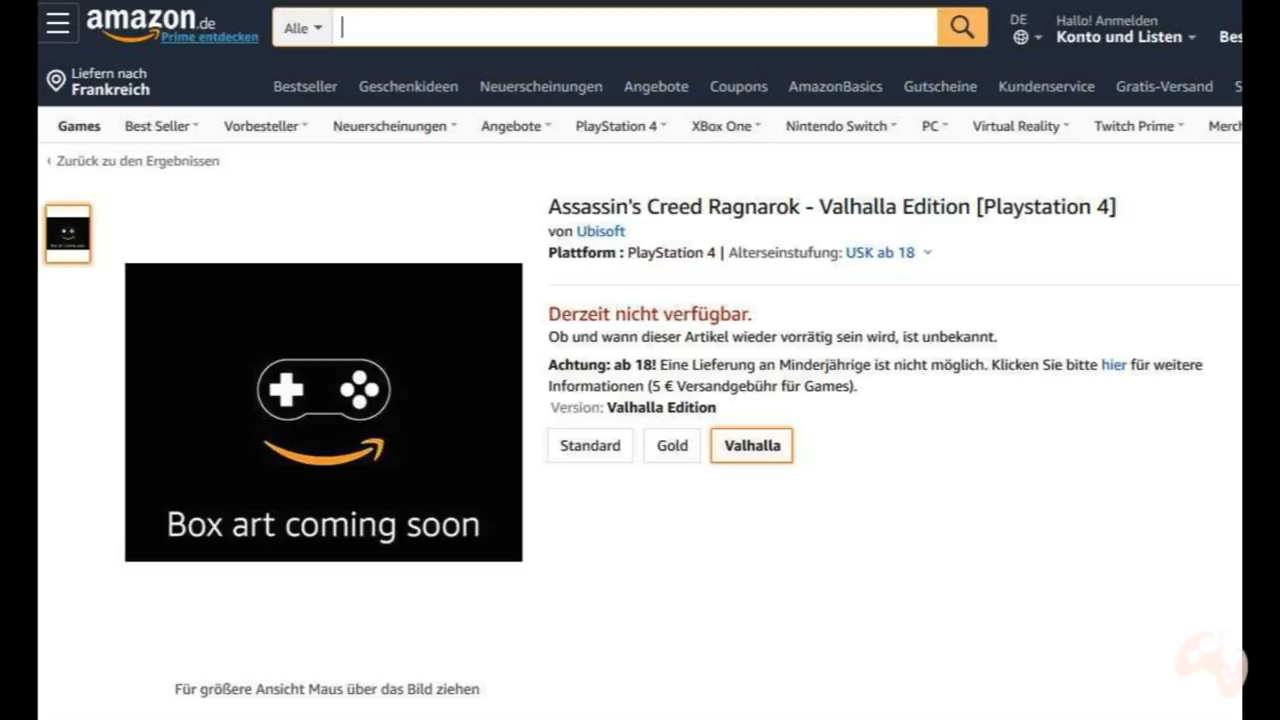 amazon.de
Prime entdecken
Alle
DE
Hallo! Anmelden
Konto und Listen
Liefern nach
Frankreich
Bestseller Geschenkideen Neuerscheinungen Angebote Coupons AmazonBasics Gutscheine Kundenservice Gratis-Versand
Games Best Seller Vorbesteller Neuerscheinungen Angebote PlayStation 4 XBox One Nintendo Switch PC Virtual Reality Twitch Prime
‹ Zurück zu den Ergebnissen
Assassin's Creed Ragnarok - Valhalla Edition [Playstation 4]
von Ubisoft
Plattform : PlayStation 4 | Alterseinstufung: USK ab 18
Derzeit nicht verfügbar.
Ob und wann dieser Artikel wieder vorrätig sein wird, ist unbekannt.
Achtung: ab 18! Eine Lieferung an Minderjährige ist nicht möglich. Klicken Sie bitte hier für weitere
Informationen (5 € Versandgebühr für Games).
Version: Valhalla Edition
Standard Gold Valhalla
Box art coming soon
Für größere Ansicht Maus über das Bild ziehen